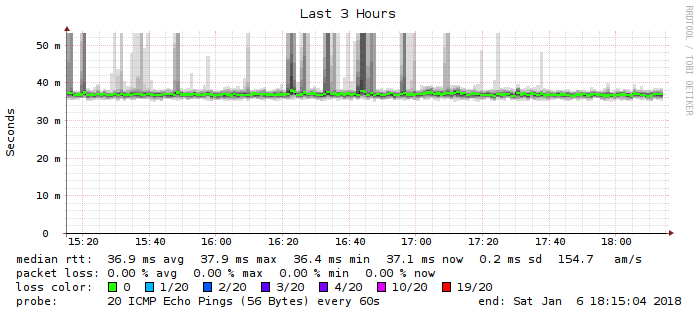 Last 3 Hours
RRDTOOL / TOBI OETIKER
Seconds
50 m
40 m
30 m
20 m
10 m
0
15:20 15:40 16:00 16:20 16:40 17:00 17:20 17:40 18:00
median rtt: 36.9 ms avg 37.9 ms max 36.4 ms min 37.1 ms now 0.2 ms sd 154.7 am/s
packet loss: 0.00 % avg 0.00 % max 0.00 % min 0.00 % now
loss color: 0 1/20 2/20 3/20 4/20 10/20 19/20
probe: 20 ICMP Echo Pings (56 Bytes) every 60s end: Sat Jan 6 18:15:04 2018